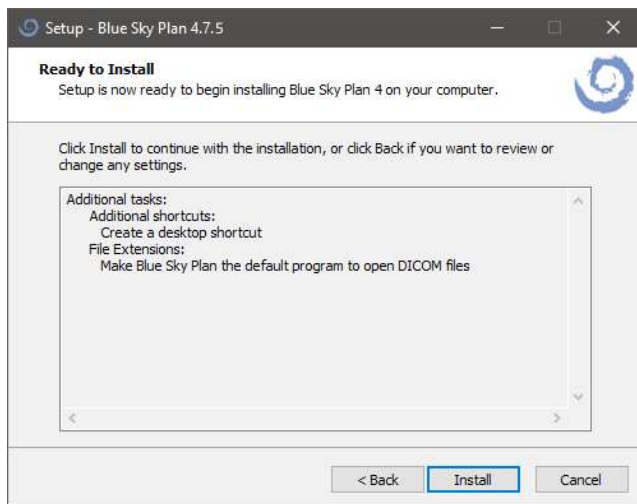 Setup - Blue Sky Plan 4.7.5
Ready to Install
Setup is now ready to begin installing Blue Sky Plan 4 on your computer.
Click Install to continue with the installation, or click Back if you want to review or
change any settings.
Additional tasks:
Additional shortcuts:
Create a desktop shortcut
File Extensions:
Make Blue Sky Plan the default program to open DICOM files
< Back
Install
Cancel